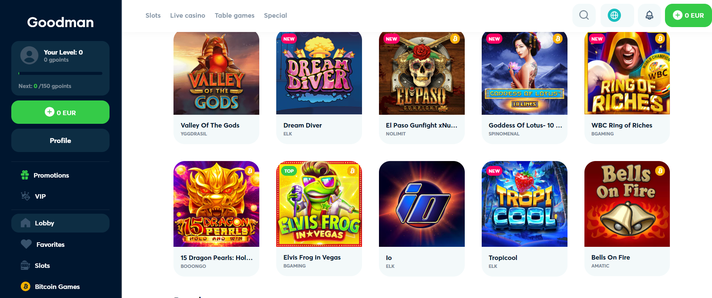 Goodman
Slots Live casino Table games Special
0 EUR
Your Level: 0
0 gpoints
Next: 0 /150 gpoints
0 EUR
Profile
Promotions
VIP
Lobby
Favorites
Slots
Bitcoin Games
NEW
NEW
NEW
NEW
VALLEY
OF THE
GODS
DREAM
DIVER
EL PASO
GODDESS OF LOTUS
10 LINES
WBC
RING OF
RICHES
Valley Of The Gods
YGGDRASIL
Dream Diver
ELK
El Paso Gunfight xNu...
NOLIMIT
Goddess Of Lotus- 10 ...
SPINOMENAL
WBC Ring of Riches
BGAMING
TOP
NEW
15 DRAGON
PEARLS
HOLD AND WIN
ELVIS FROG
IN VEGAS
io
TROPI
COOL
Bells
On Fire
15 Dragon Pearls: Hol...
BOOONGO
Elvis Frog in Vegas
BGAMING
Io
ELK
Tropicool
ELK
Bells On Fire
AMATIC